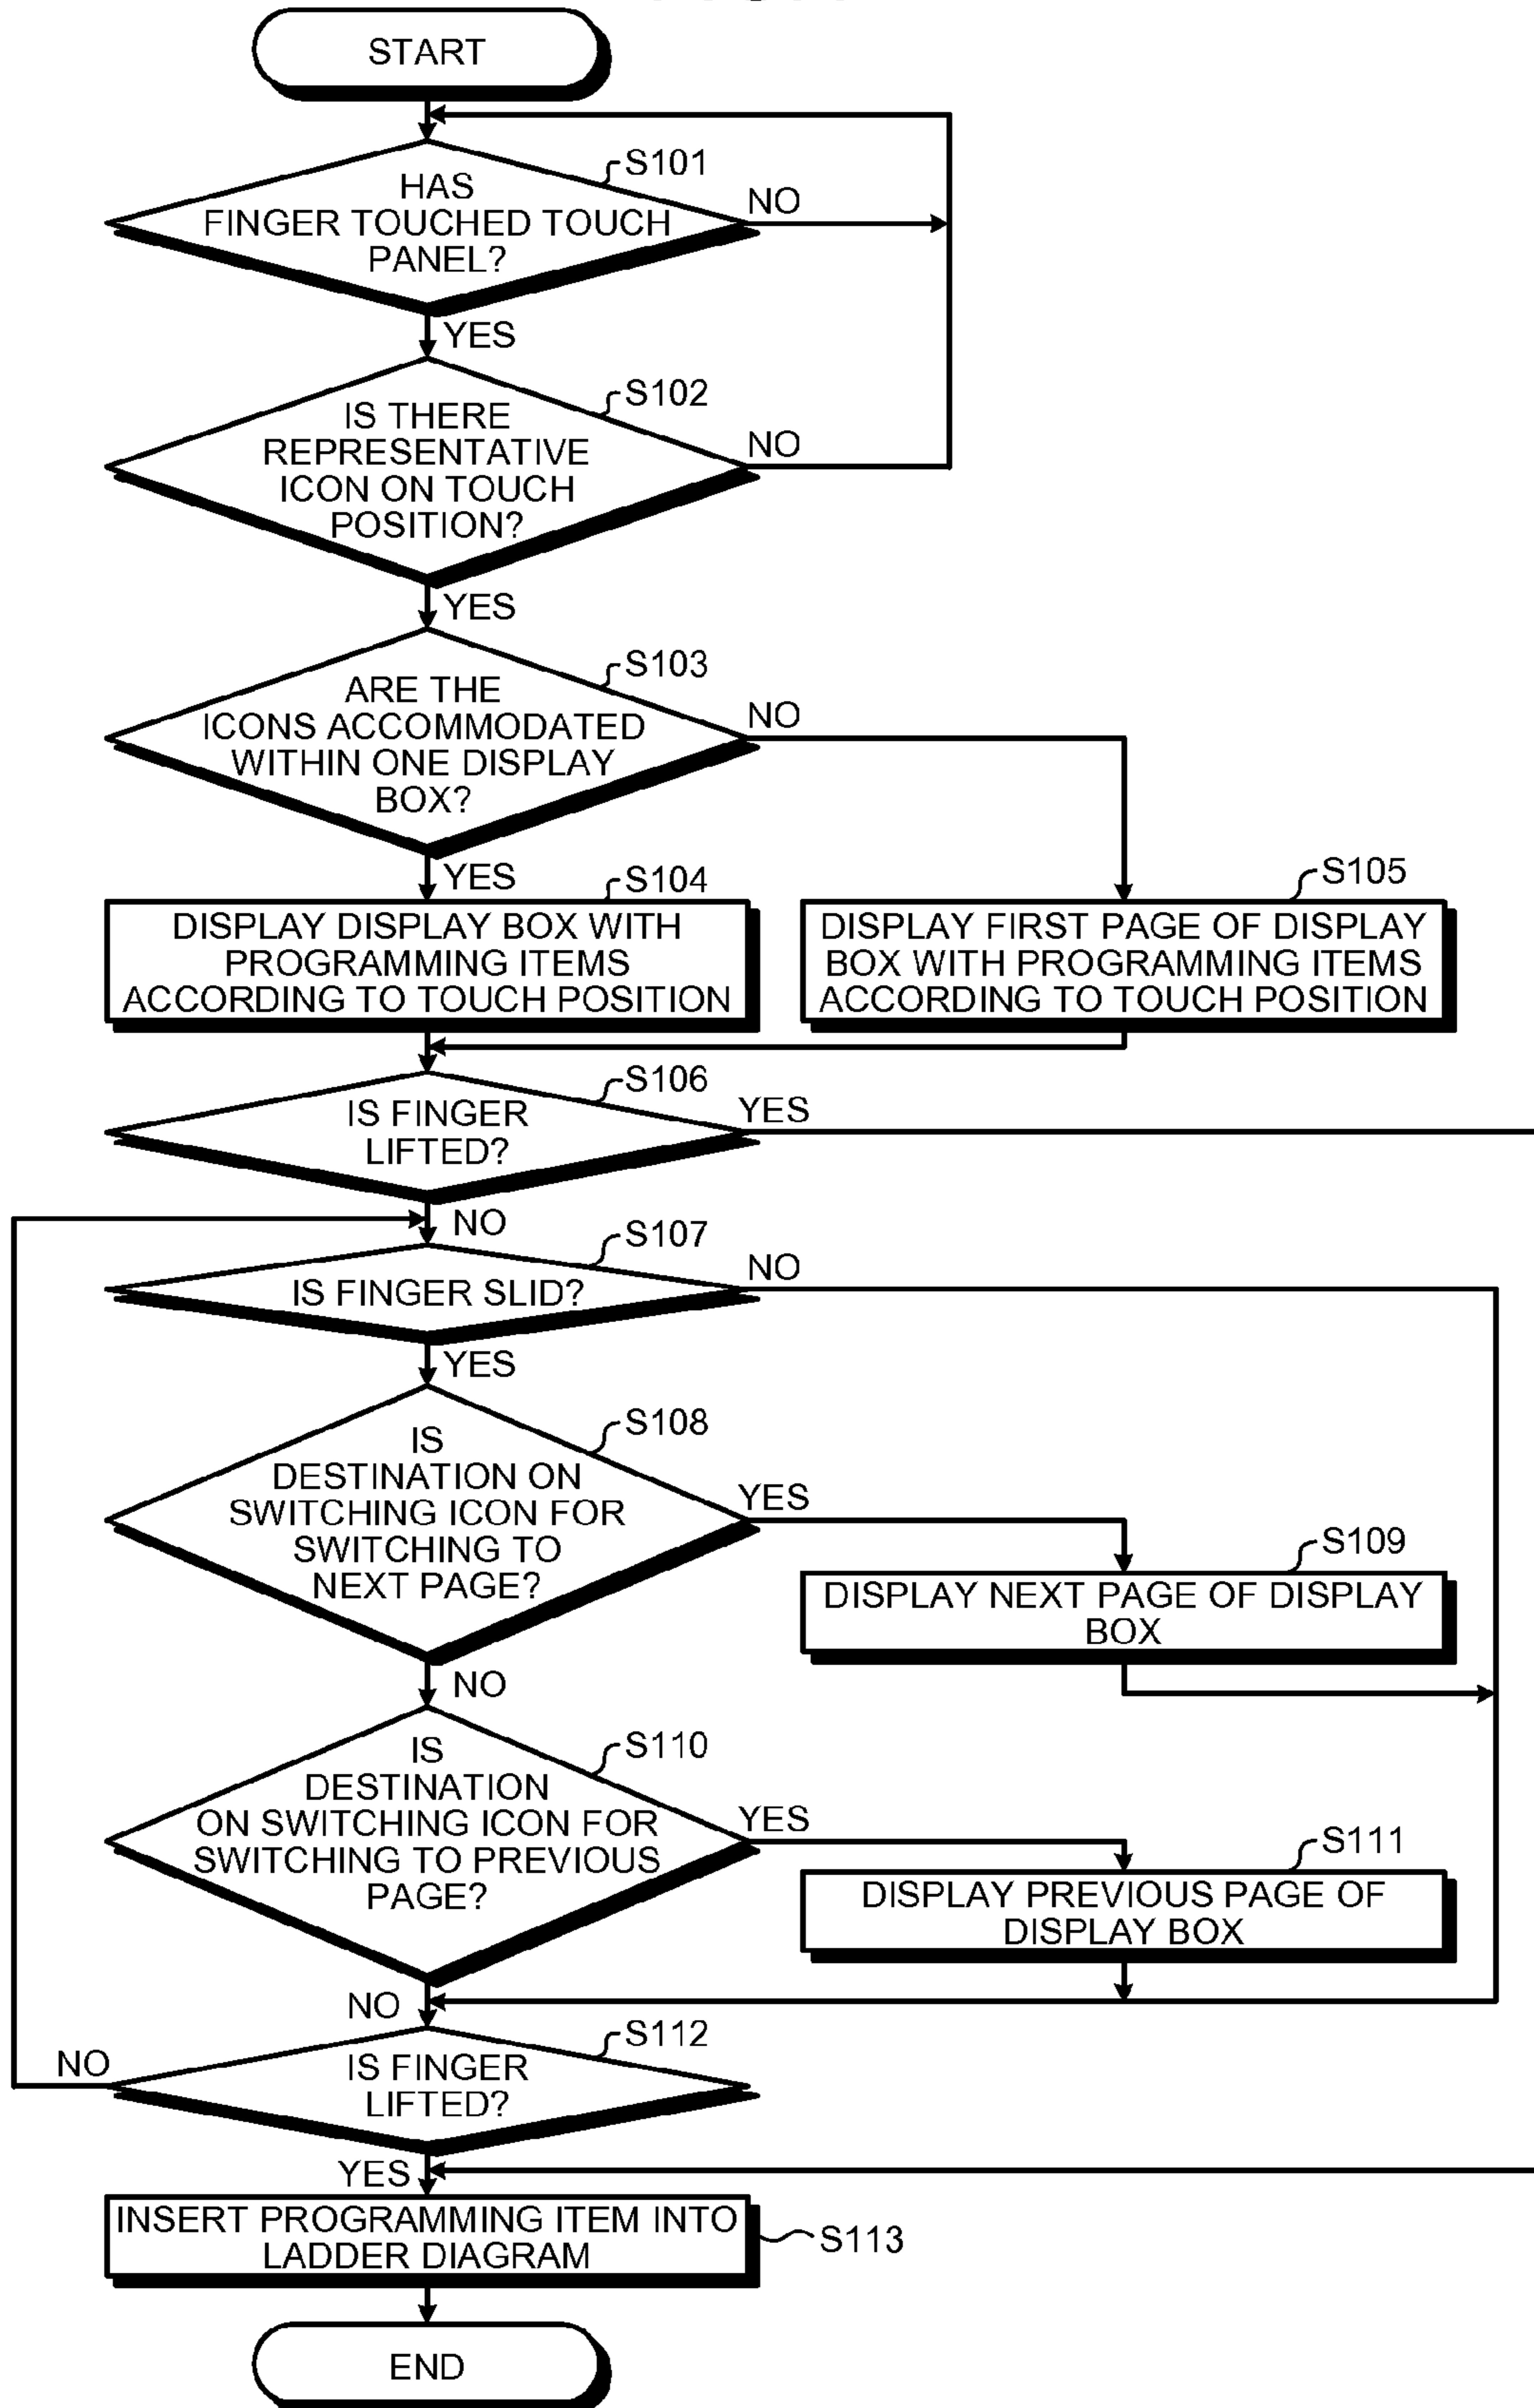 START
S101
HAS
FINGER TOUCHED TOUCH
PANEL?
NO
YES
S102
IS THERE
REPRESENTATIVE
ICON ON TOUCH
POSITION?
NO
YES
S103
ARE THE
ICONS ACCOMMODATED
WITHIN ONE DISPLAY
BOX?
NO
YES
S104
DISPLAY DISPLAY BOX WITH
PROGRAMMING ITEMS
ACCORDING TO TOUCH POSITION
S105
DISPLAY FIRST PAGE OF DISPLAY
BOX WITH PROGRAMMING ITEMS
ACCORDING TO TOUCH POSITION
S106
IS FINGER
LIFTED?
YES
NO
S107
IS FINGER SLID?
NO
YES
S108
IS
DESTINATION ON
SWITCHING ICON FOR
SWITCHING TO
NEXT PAGE?
YES
S109
DISPLAY NEXT PAGE OF DISPLAY
BOX
NO
S110
IS
DESTINATION
ON SWITCHING ICON FOR
SWITCHING TO PREVIOUS
PAGE?
YES
S111
DISPLAY PREVIOUS PAGE OF
DISPLAY BOX
NO
S112
IS FINGER
LIFTED?
NO
YES
INSERT PROGRAMMING ITEM INTO
LADDER DIAGRAM
S113
END